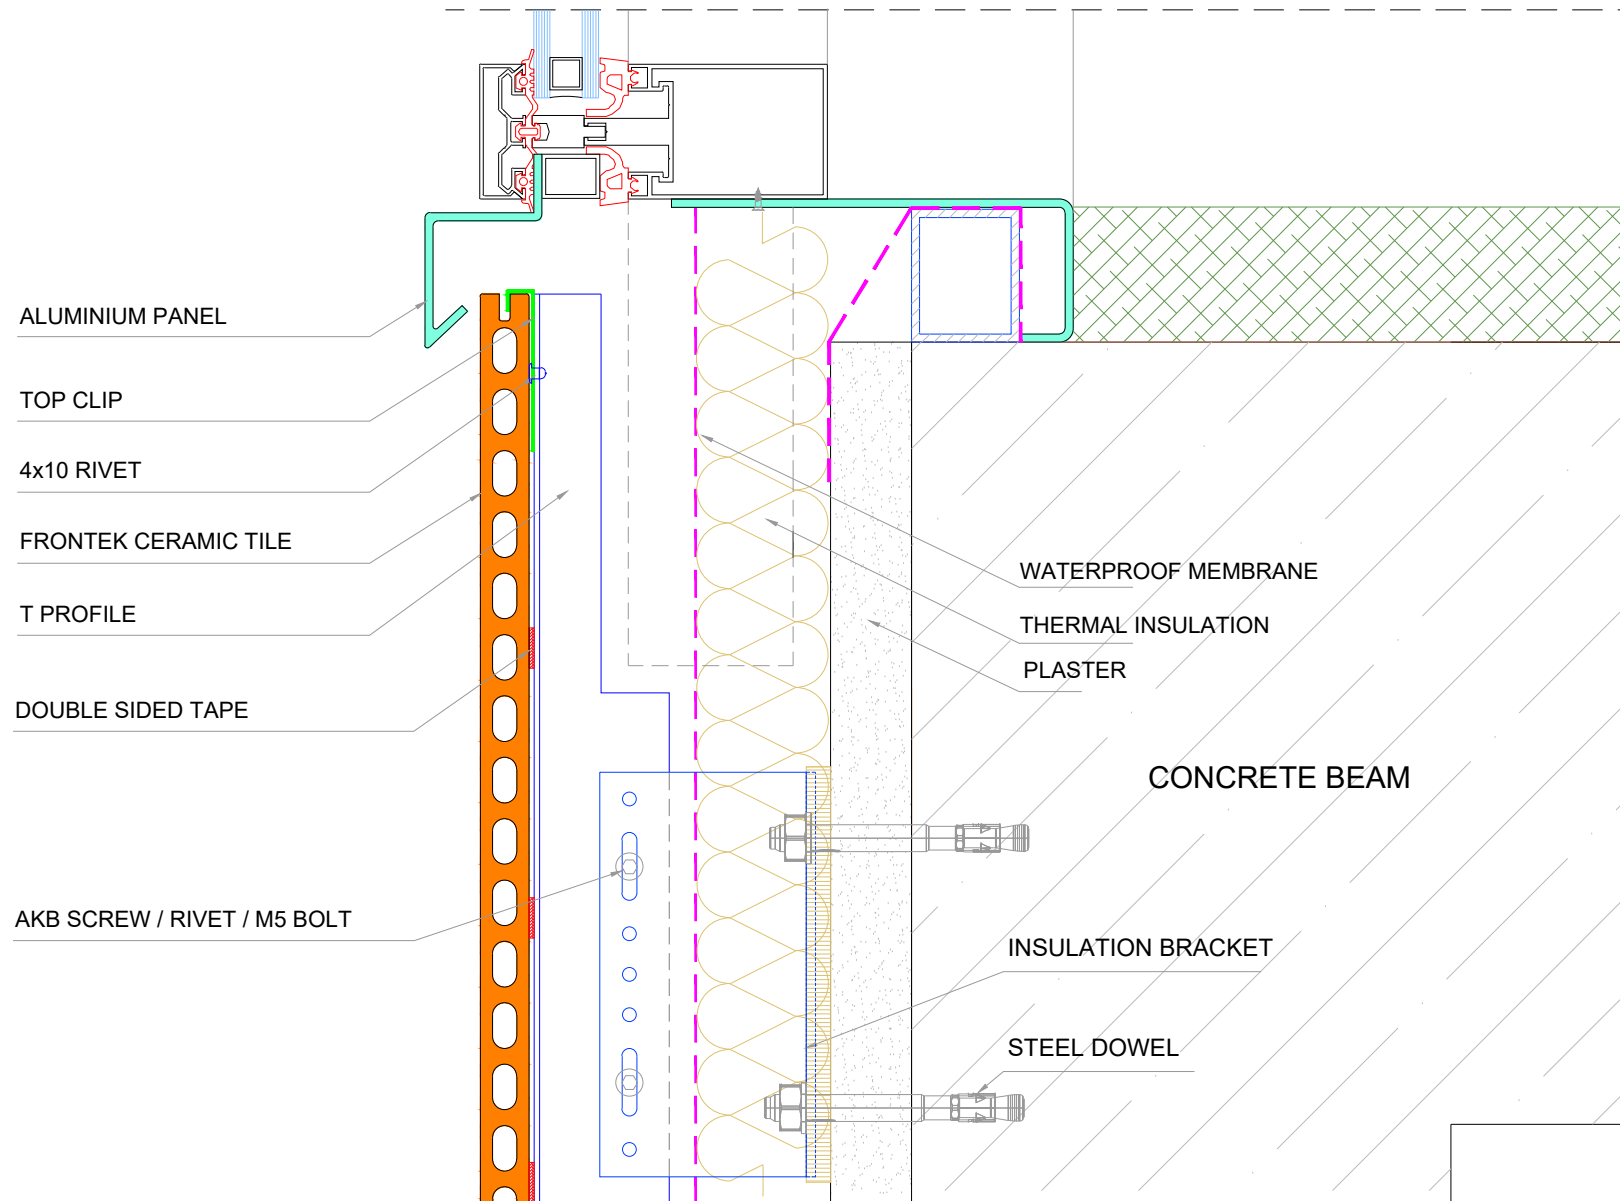 ALUMINIUM PANEL
TOP CLIP
4x10 RIVET
FRONTEK CERAMIC TILE
T PROFILE
DOUBLE SIDED TAPE
AKB SCREW / RIVET / M5 BOLT
WATERPROOF MEMBRANE
THERMAL INSULATION
PLASTER
CONCRETE BEAM
INSULATION BRACKET
STEEL DOWEL